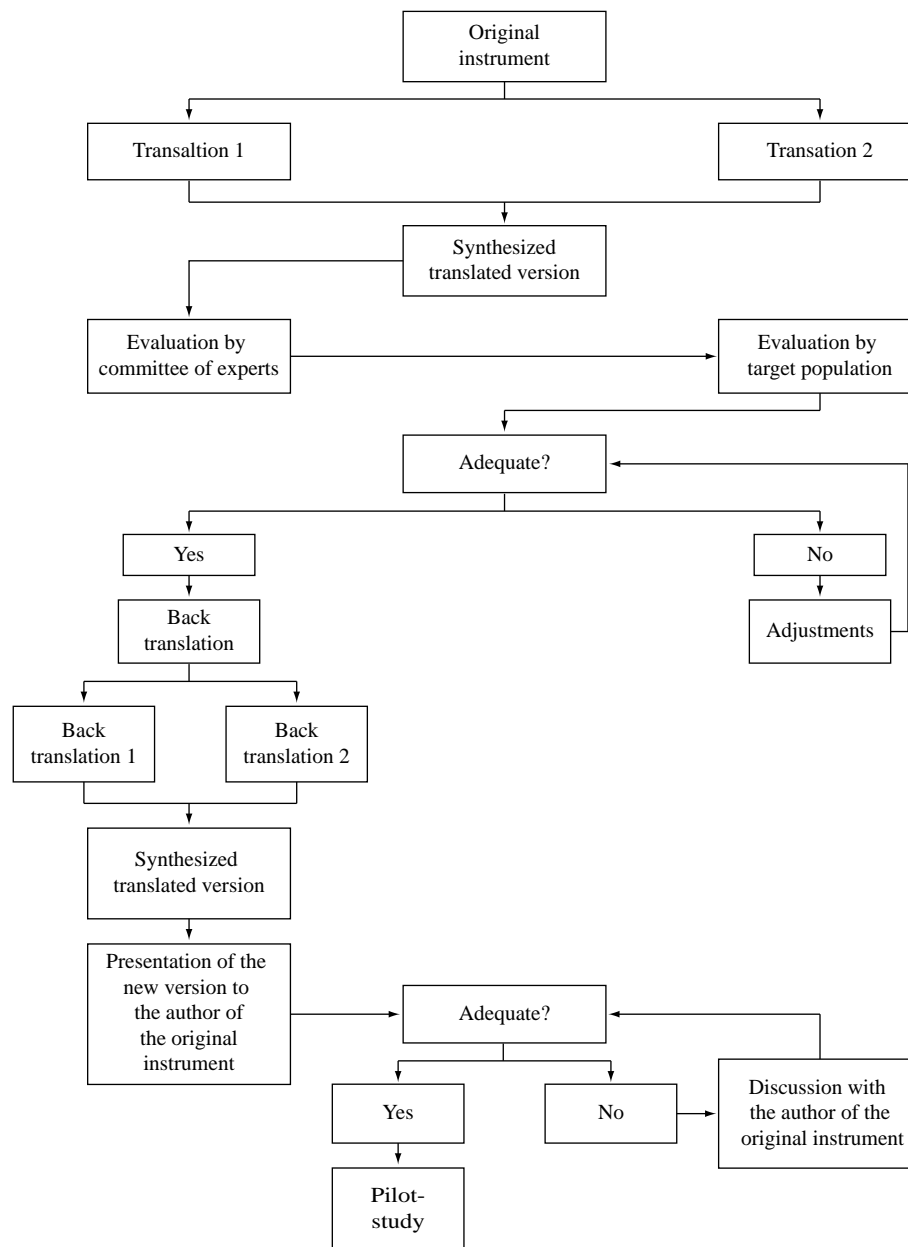 Original
instrument
Transaltion 1
Transation 2
Synthesized
translated version
Evaluation by
committee of experts
Evaluation by
target population
Adequate?
Yes
No
Back
translation
Adjustments
Back
translation 1
Back
translation 2
Synthesized
translated version
Presentation of the
new version to
the author of
the original
instrument
Adequate?
Yes
No
Discussion with
the author of the
original instrument
Pilot-
study